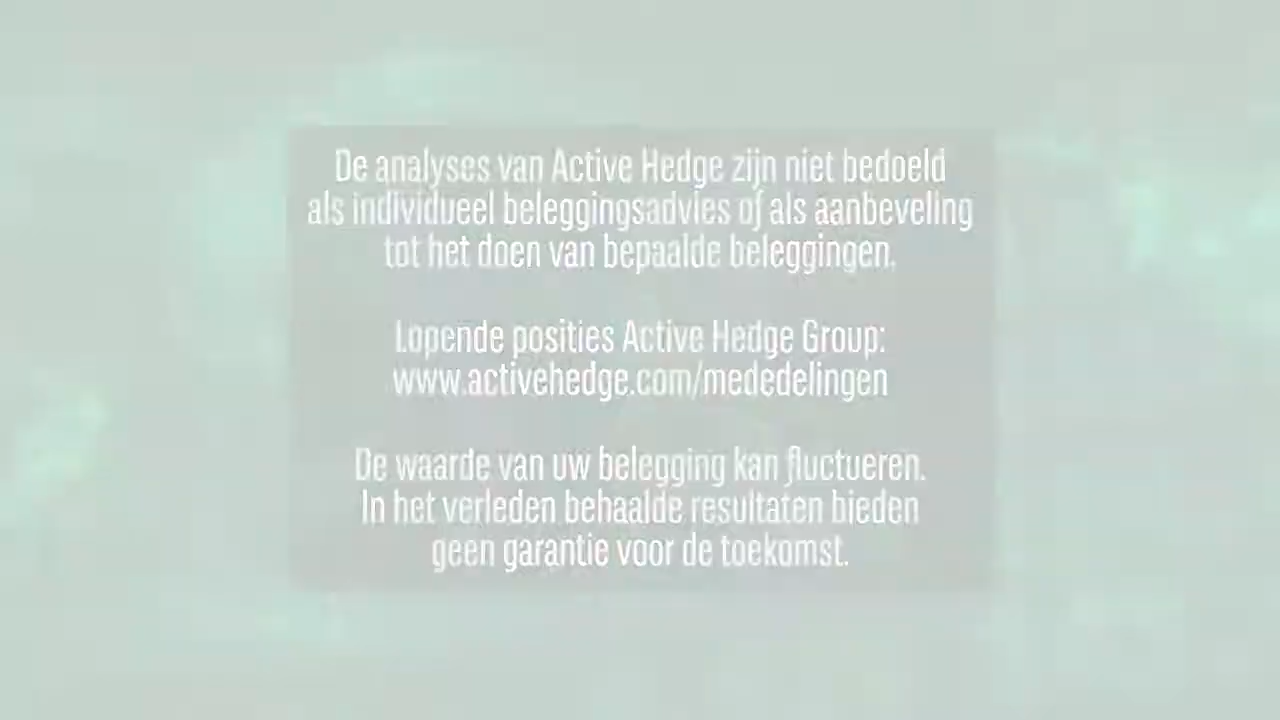 De analyses van Active Hedge zijn niet bedoeld
als individueel beleggingsadvies of als aanbeveling
tot het doen van bepaalde beleggingen.
Lopende posities Active Hedge Group:
www.activehedge.com/mededelingen
De waarde van uw belegging kan fluctueren.
In het verleden behaalde resultaten bieden
geen garantie voor de toekomst.